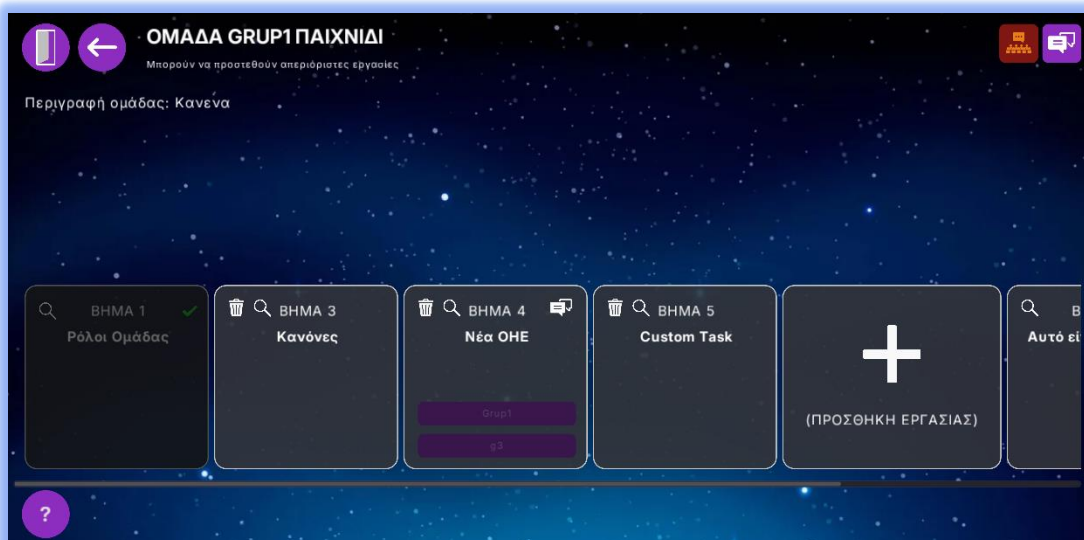 ΟΜΑΔΑ GRUP1 ΠΑΙΧΝΙΔΙ
Μπορούν να προστεθούν απεριόριστες εργασίες
Περιγραφή ομάδας: Κανενα
ΒΗΜΑ 1
Ρόλοι Ομάδας
ΒΗΜΑ 3
Κανόνες
ΒΗΜΑ 4
Νέα ΟΗΕ
Grup1
g3
ΒΗΜΑ 5
Custom Task
(ΠΡΟΣΘΗΚΗ ΕΡΓΑΣΙΑΣ)
Β
Αυτό εί
?